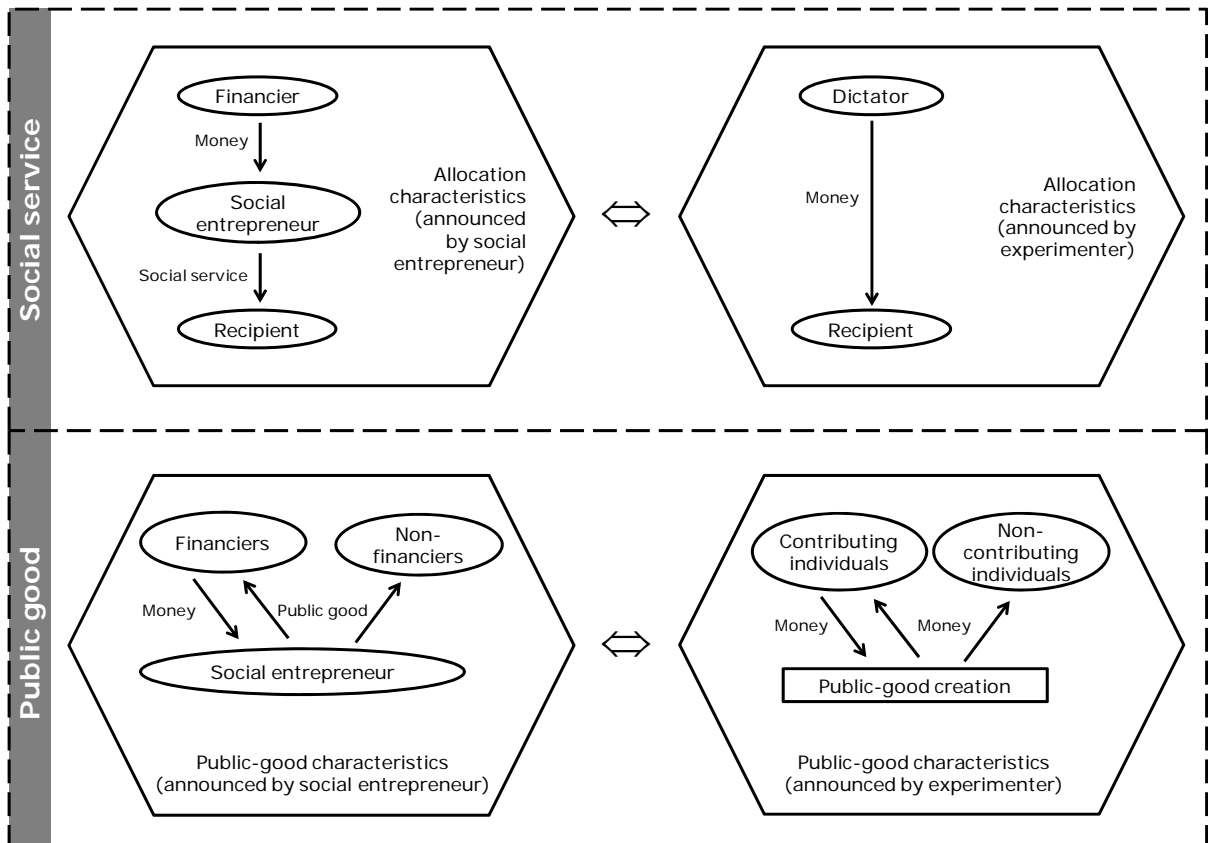 Social service
Financier
Money
Social
entrepreneur
Social service
Recipient
Allocation
characteristics
(announced
by social
entrepreneur)
Dictator
Money
Recipient
Allocation
characteristics
(announced by
experimenter)
Public good
Financiers
Non-
financiers
Money
Public good
Social entrepreneur
Public-good characteristics
(announced by social entrepreneur)
Contributing
individuals
Non-
contributing
individuals
Money
Money
Public-good creation
Public-good characteristics
(announced by experimenter)